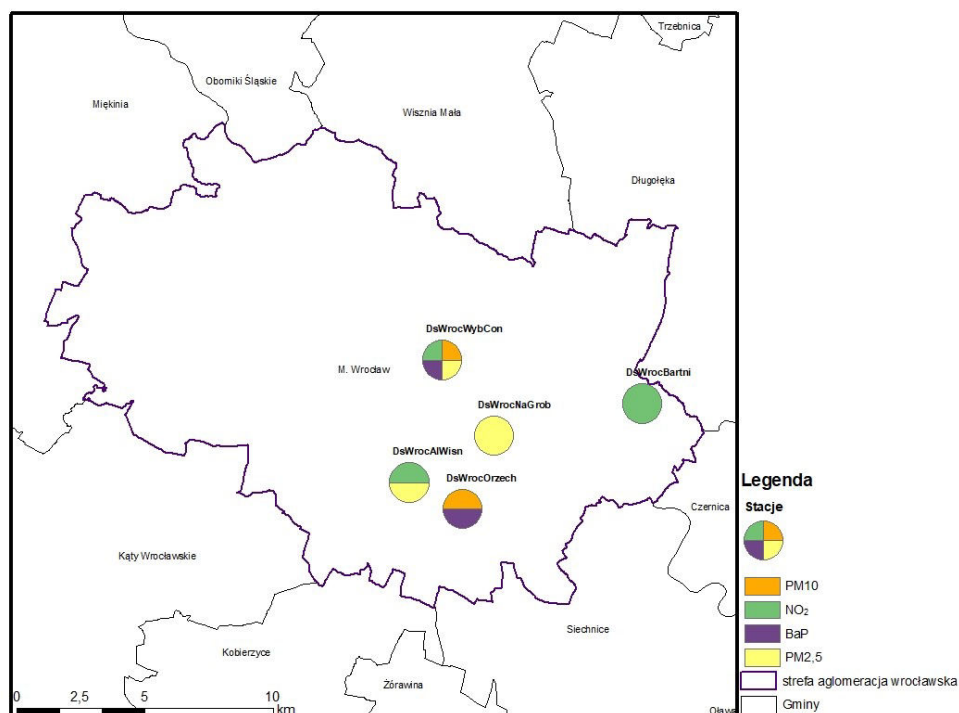 Trzebnica
Oborniki Śląskie
Miękinia
Wisznia Mała
Długołęka
DsWrocWybCon
M. Wrocław
DsWrocBartni
DsWrocNaGrob
DsWrocAlWisn
DsWrocOrzech
Czernica
Kąty Wrocławskie
Siechnice
Kobierzyce
Żórawina
Oława
0 2,5 5 10
km
Legenda
Stacje
PM10
NO₂
BaP
PM2,5
strefa aglomeracja wrocławska
Gminy